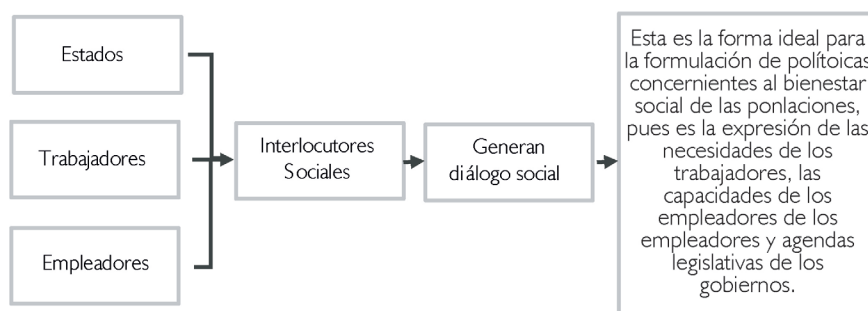 Estados
Trabajadores
Empleadores
Interlocutores
Sociales
Generan
diálogo social
Esta es la forma ideal para
la formulación de polítoicas
concernientes al bienestar
social de las ponlaciones,
pues es la expresión de las
necesidades de los
trabajadores, las
capacidades de los
empleadores de los
empleadores y agendas
legislativas de los
gobiernos.